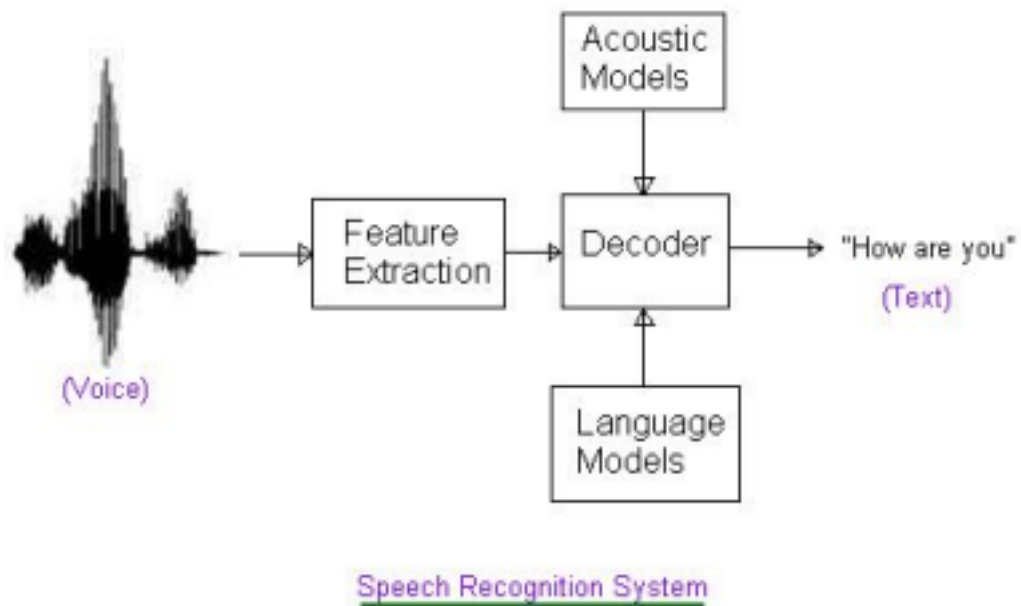 Acoustic
Models
Feature
Extraction
Decoder
"How are you"
(Text)
(Voice)
Language
Models
Speech Recognition System